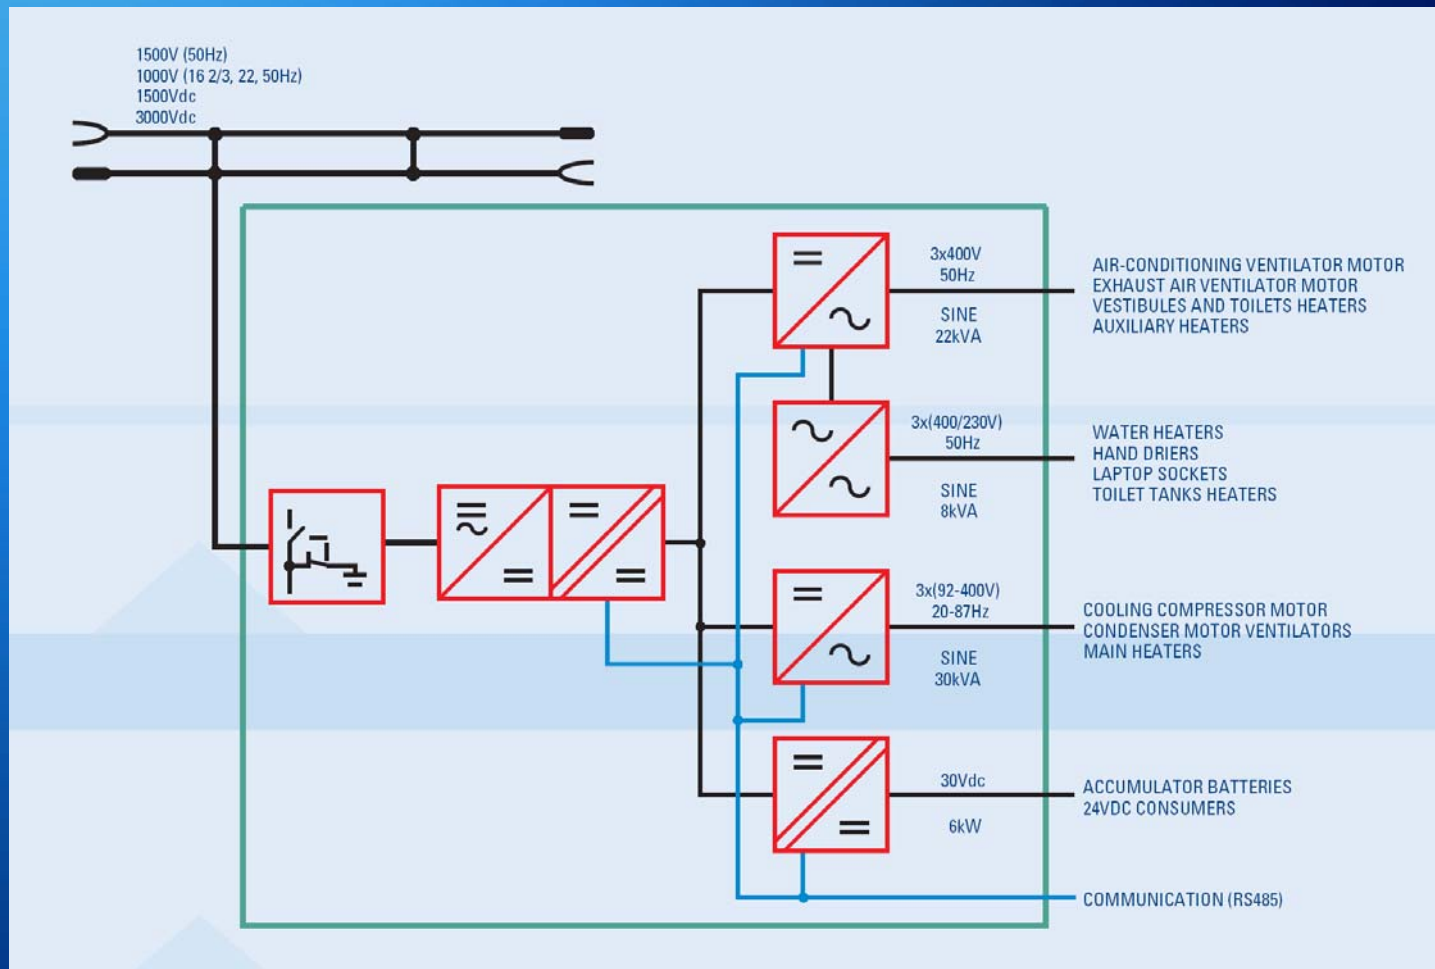 1500V (50Hz)
1000V (16 2/3, 22, 50Hz)
1500Vdc
3000Vdc
3x400V
50Hz
SINE
22kVA
AIR-CONDITIONING VENTILATOR MOTOR
EXHAUST AIR VENTILATOR MOTOR
VESTIBULES AND TOILETS HEATERS
AUXILIARY HEATERS
3x(400/230V)
50Hz
SINE
8kVA
WATER HEATERS
HAND DRIERS
LAPTOP SOCKETS
TOILET TANKS HEATERS
3x(92-400V)
20-87Hz
SINE
30kVA
COOLING COMPRESSOR MOTOR
CONDENSER MOTOR VENTILATORS
MAIN HEATERS
30Vdc
6kW
ACCUMULATOR BATTERIES
24VDC CONSUMERS
COMMUNICATION (RS485)